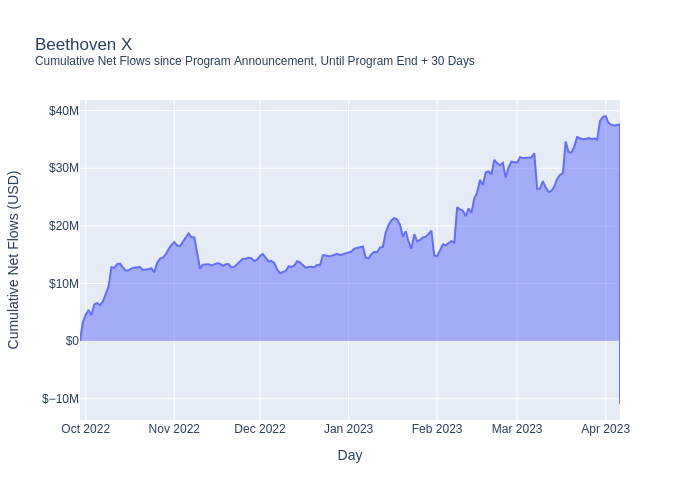 Beethoven X
Cumulative Net Flows since Program Announcement, Until Program End + 30 Days
Cumulative Net Flows (USD)
$40M
$30M
$20M
$10M
$0
$−10M
Oct 2022 Nov 2022 Dec 2022 Jan 2023 Feb 2023 Mar 2023 Apr 2023
Day